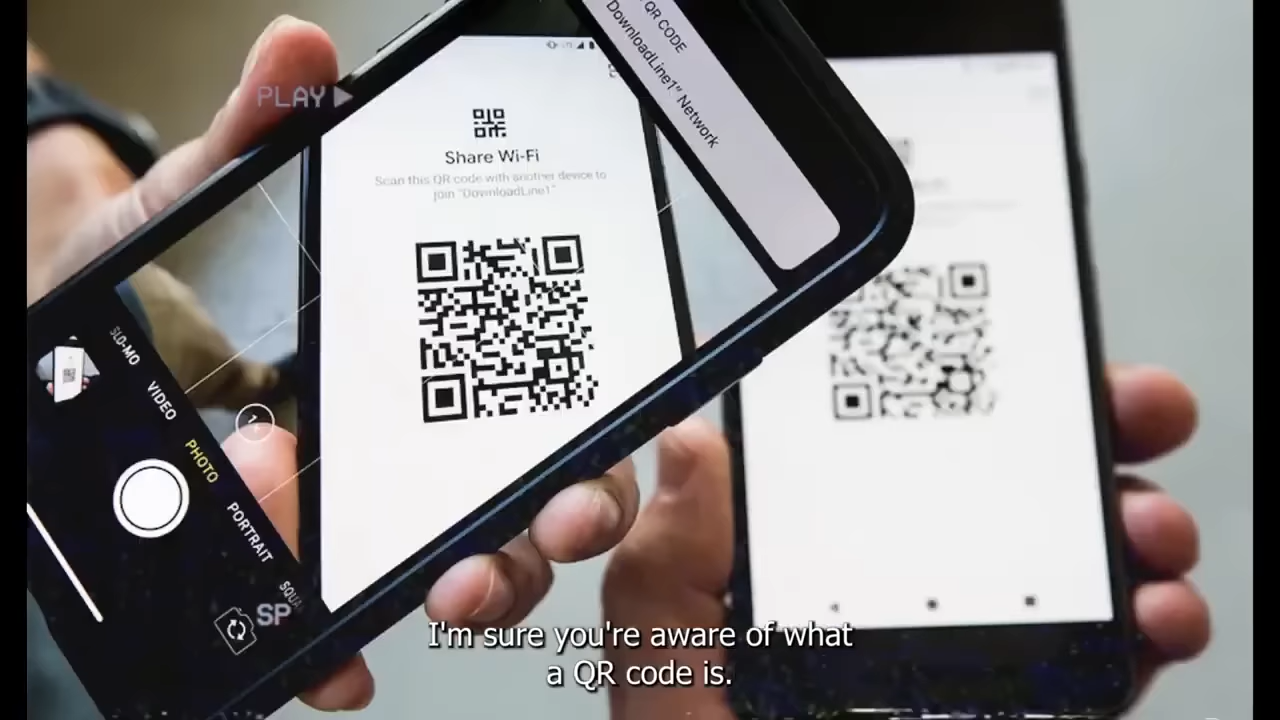 PLAY
QR CODE
DownloadLine1" Network
Share Wi-Fi
Scan this QR code with another device to
join "DownloadLine1"
SLO-MO
VIDEO
PHOTO
PORTRAIT
SQUA
SP
I'm sure you're aware of what
a QR code is.